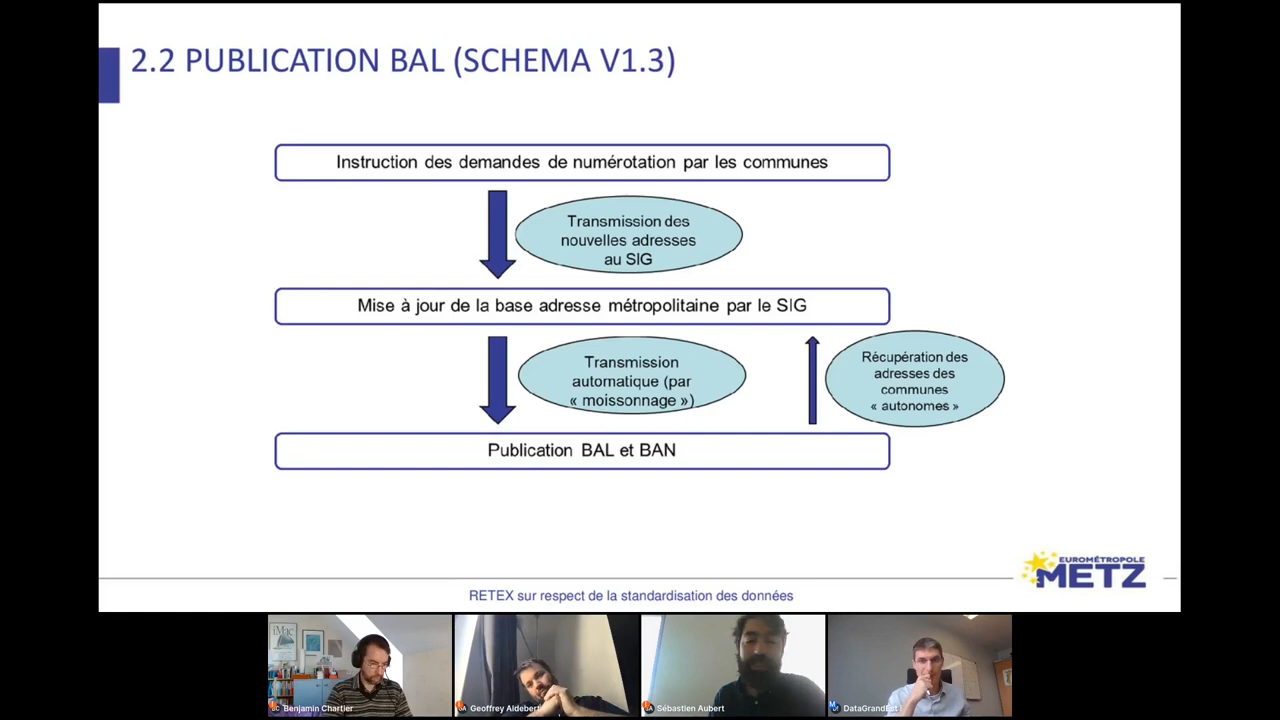 2.2 PUBLICATION BAL (SCHEMA V1.3)
Instruction des demandes de numérotation par les communes
Transmission des
nouvelles adresses
au SIG
Mise à jour de la base adresse métropolitaine par le SIG
Transmission
automatique (par
« moissonnage »)
Récupération des
adresses des
communes
« autonomes »
Publication BAL et BAN
EUROMÉTROPOLE
METZ
RETEX sur respect de la standardisation des données
iMac
Benjamin Chartier
Geoffrey Aldebert
Sébastien Aubert
DataGrandEst